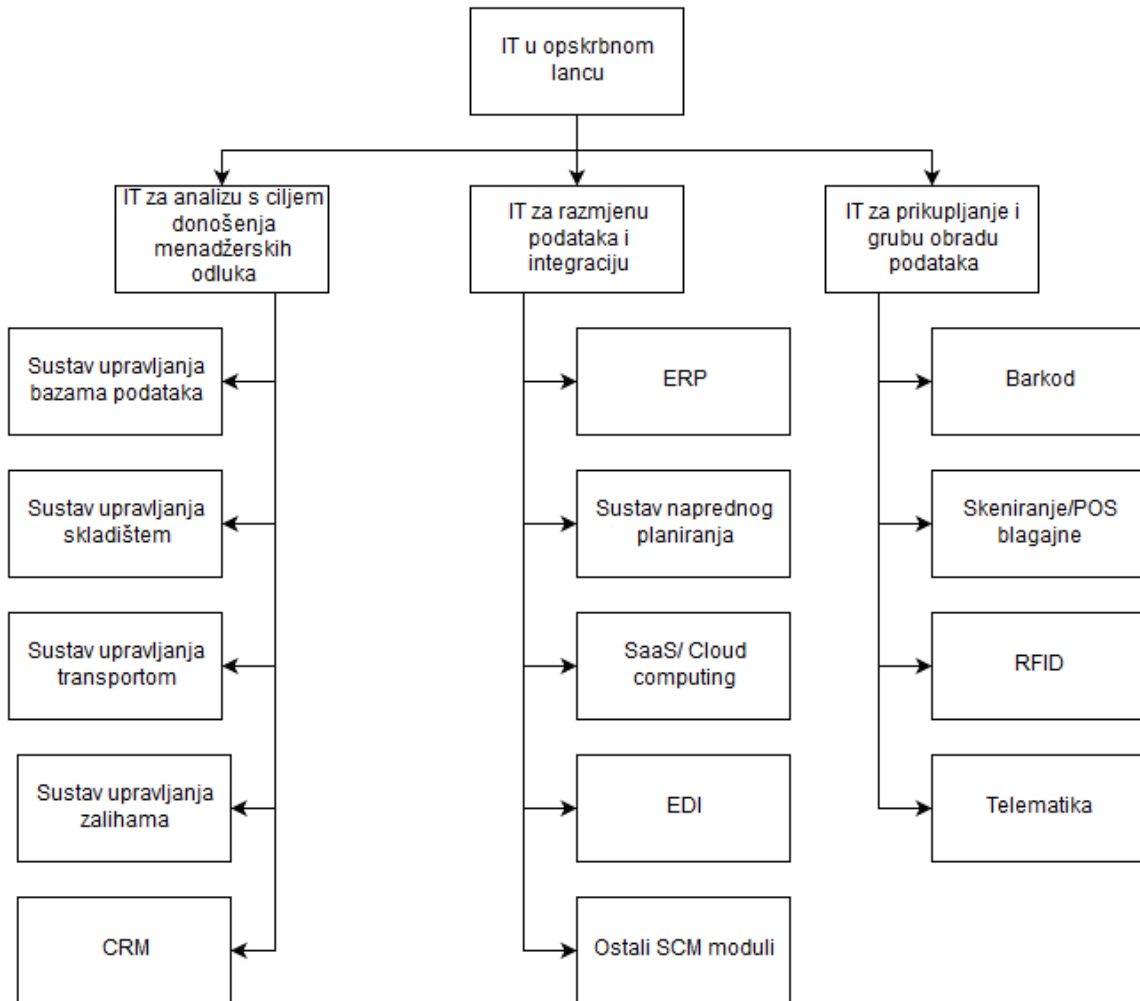 IT u opskrbnom
lancu
IT za analizu s ciljem
donošenja
menadžerskih
odluka
IT za razmjenu
podataka i
integraciju
IT za prikupljanje i
grubu obradu
podataka
Sustav upravljanja
bazama podataka
Sustav upravljanja
skladištem
Sustav upravljanja
transportom
Sustav upravljanja
zalihama
CRM
ERP
Sustav naprednog
planiranja
SaaS/ Cloud
computing
EDI
Ostali SCM moduli
Barkod
Skeniranje/POS
blagajne
RFID
Telematika